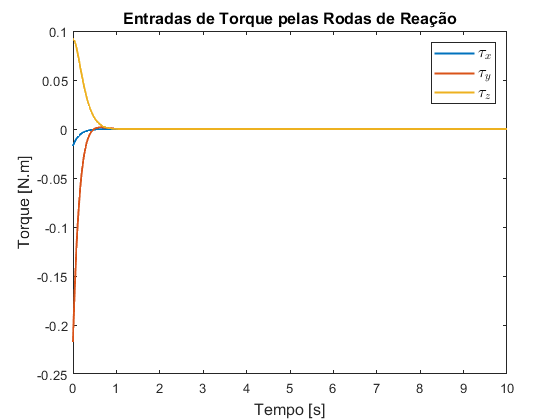 Entradas de Torque pelas Rodas de Reação
0.1
0.05
0
-0.05
-0.1
-0.15
-0.2
-0.25
Torque [N.m]
τx
τy
τz
0 1 2 3 4 5 6 7 8 9 10
Tempo [s]